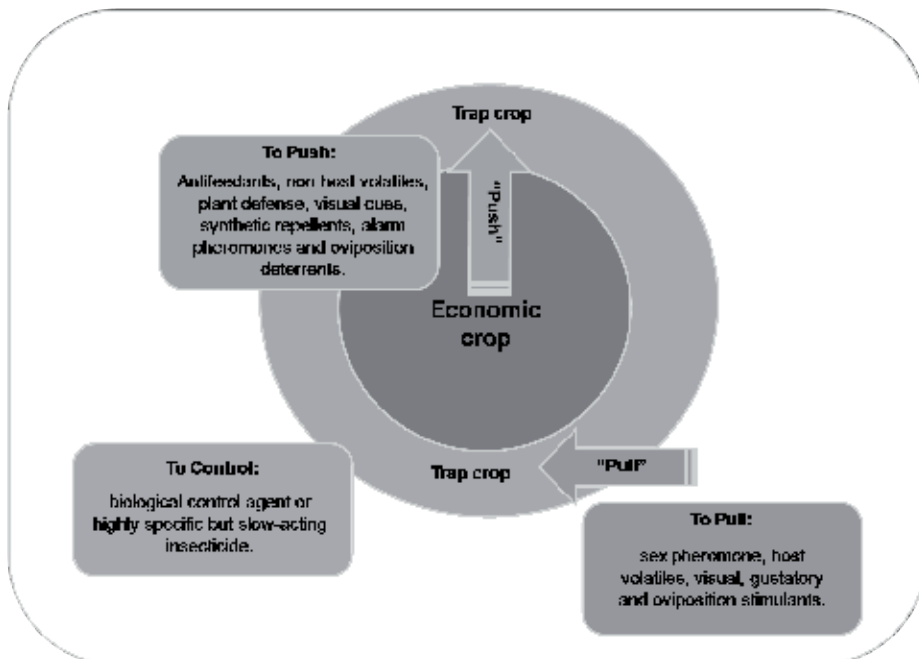 Trap crop
To Push:
Antifeedants, non host volatiles,
plant defense, visual cues,
synthetic repellents, alarm
pheromones and oviposition
deterrents.
"Push"
Economic
crop
To Control:
biological control agent or
highly specific but slow-acting
insecticide.
Trap crop
"Pull"
To Pull:
sex pheromone, host
volatiles, visual, gustatory
and oviposition stimulants.